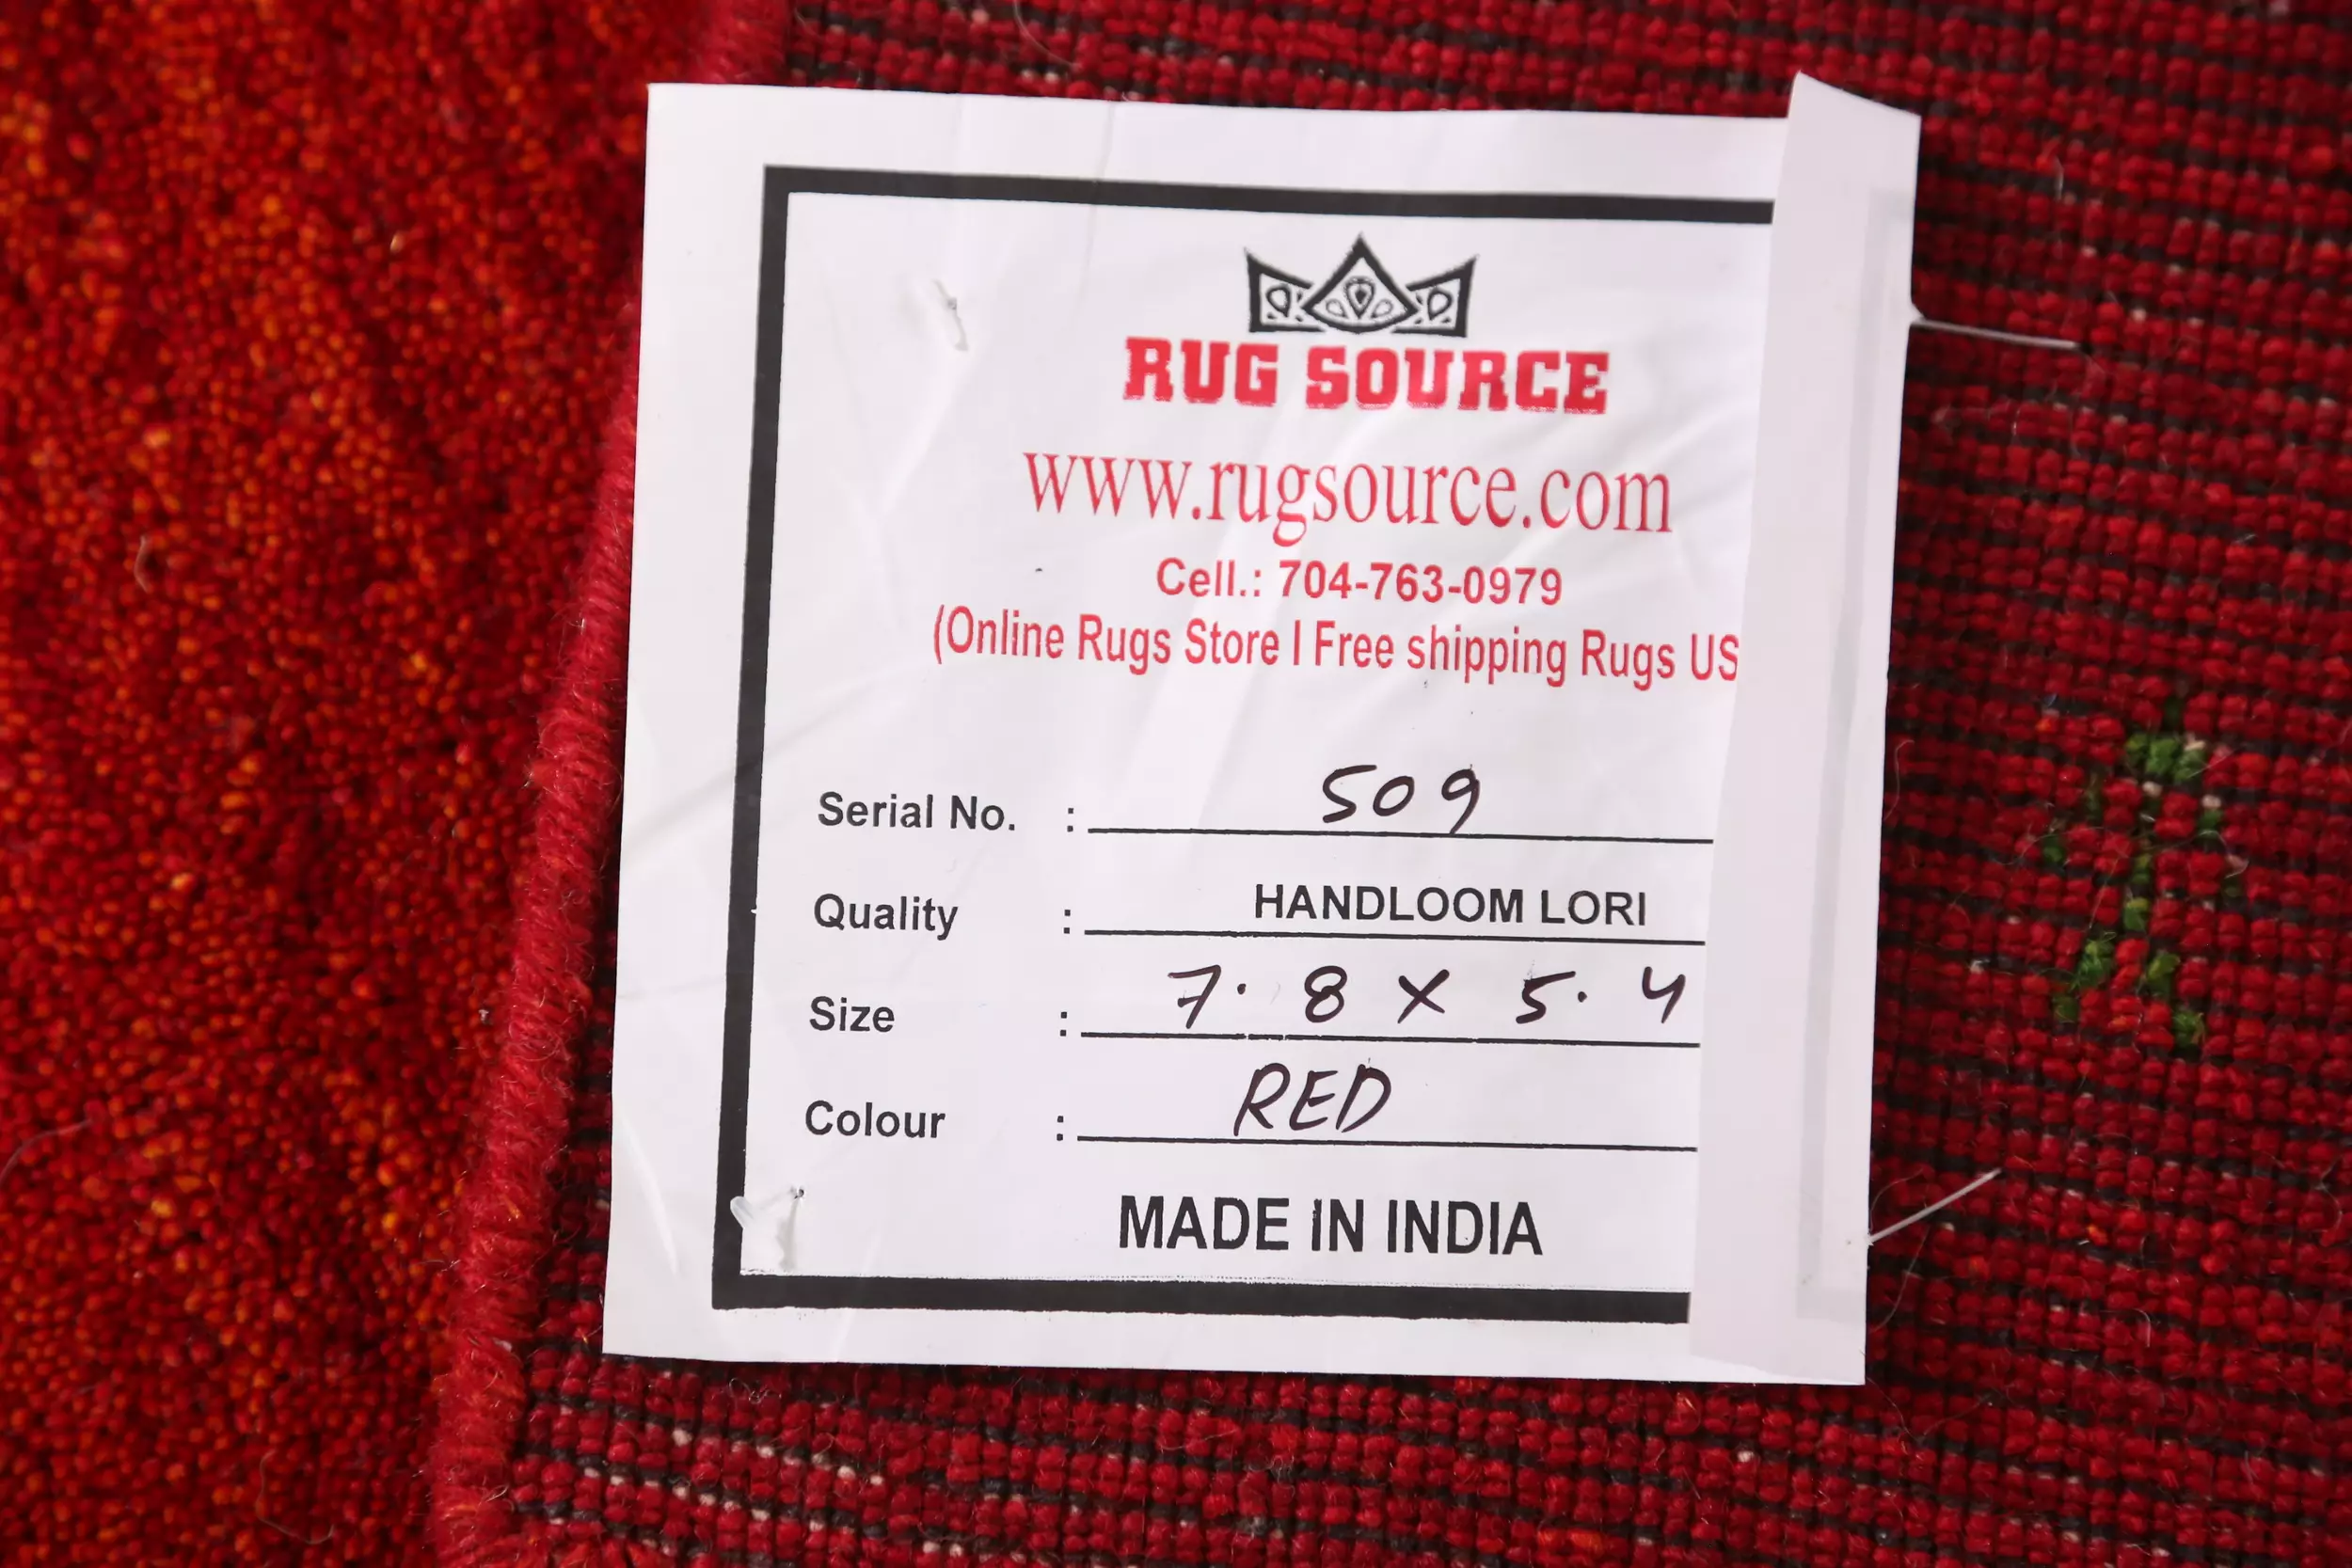 RUG SOURCE
www.rugsource.com
Cell.: 704-763-0979
(Online Rugs Store I Free shipping Rugs US
Serial No. : 509
Quality : HANDLOOM LORI
Size : 7.8 X 5.4
Colour : RED
MADE IN INDIA